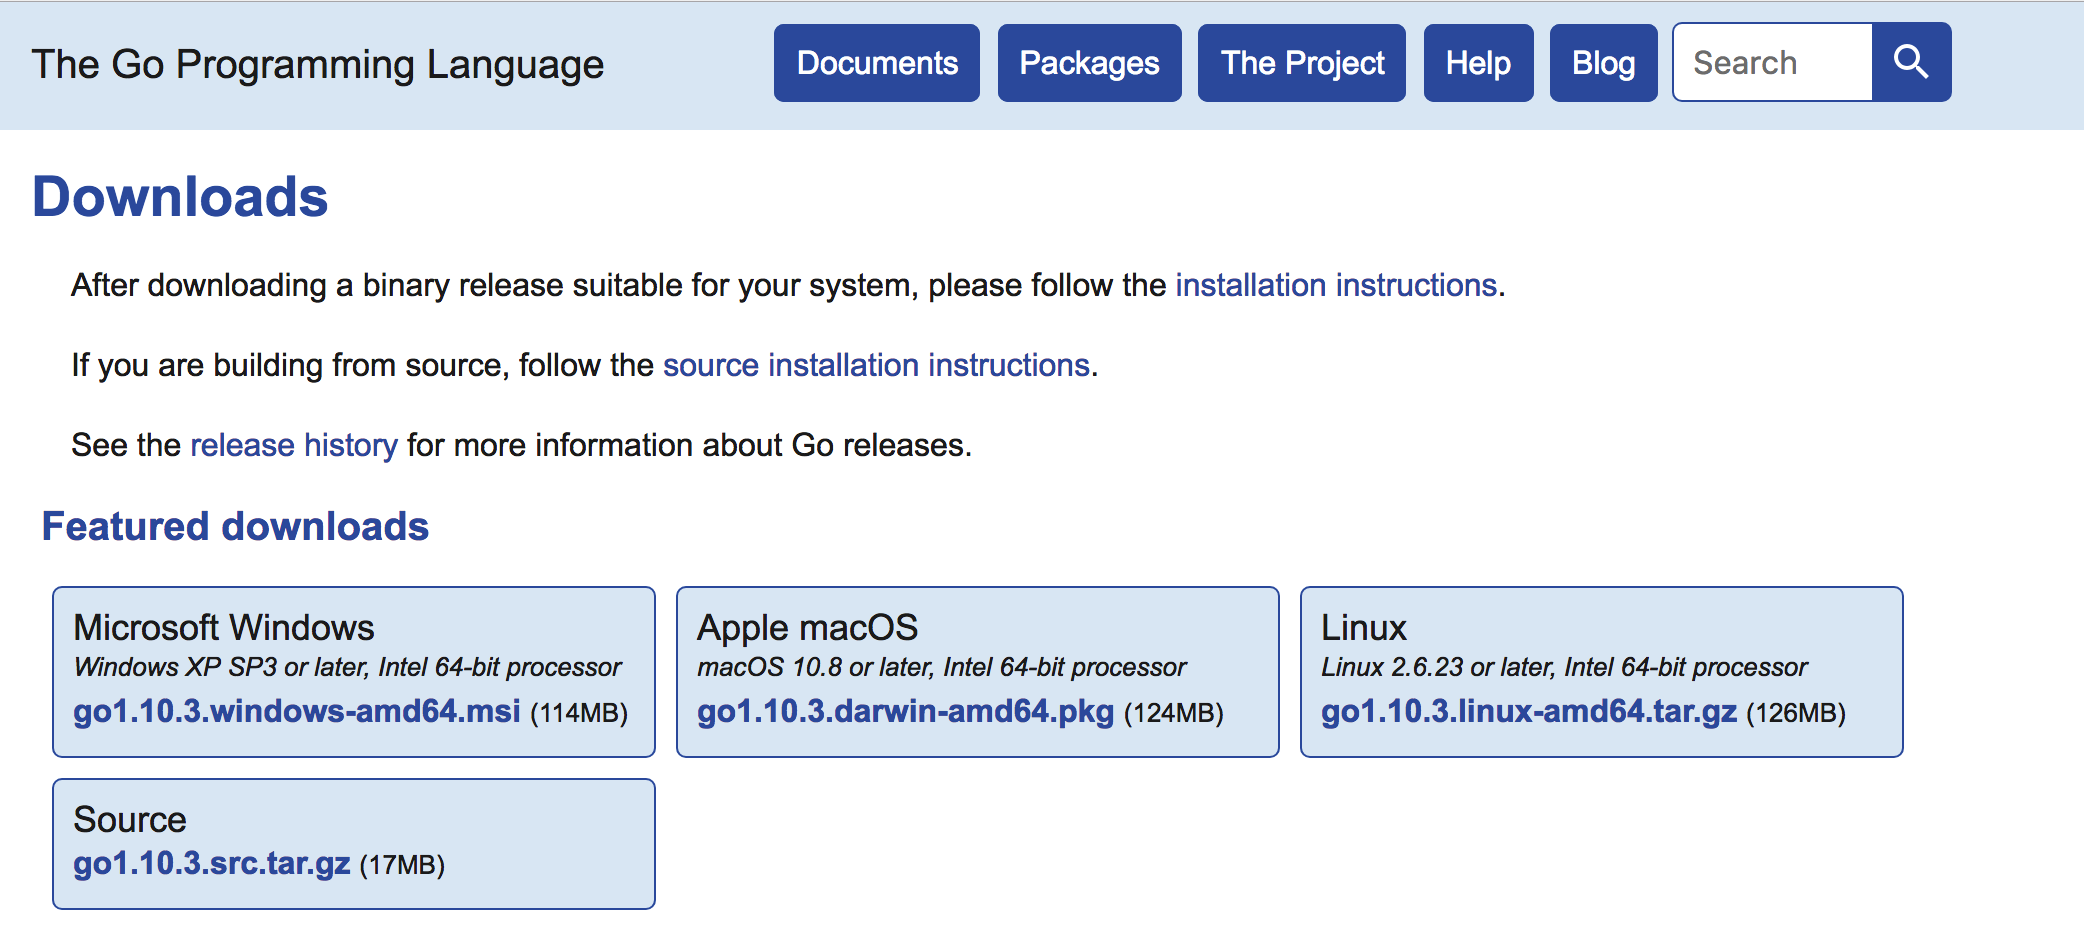 The Go Programming Language
Documents
Packages
The Project
Help
Blog
Search
Downloads
After downloading a binary release suitable for your system, please follow the installation instructions.
If you are building from source, follow the source installation instructions.
See the release history for more information about Go releases.
Featured downloads
Microsoft Windows
Windows XP SP3 or later, Intel 64-bit processor
go1.10.3.windows-amd64.msi (114MB)
Apple macOS
macOS 10.8 or later, Intel 64-bit processor
go1.10.3.darwin-amd64.pkg (124MB)
Linux
Linux 2.6.23 or later, Intel 64-bit processor
go1.10.3.linux-amd64.tar.gz (126MB)
Source
go1.10.3.src.tar.gz (17MB)